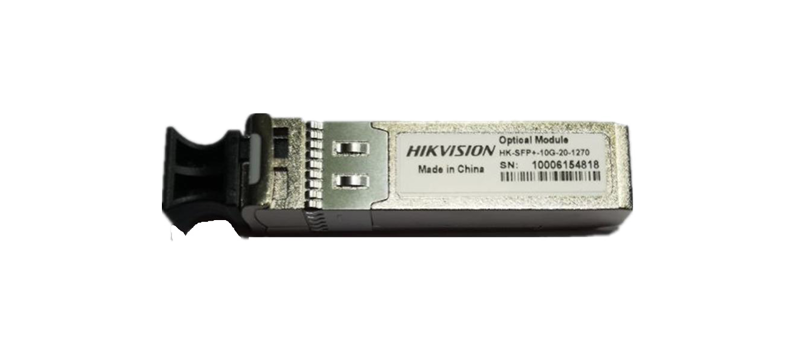 HIKVISION
Made in China
Optical Module
HK-SFP+-10G-20-1270
SN: 10006154818